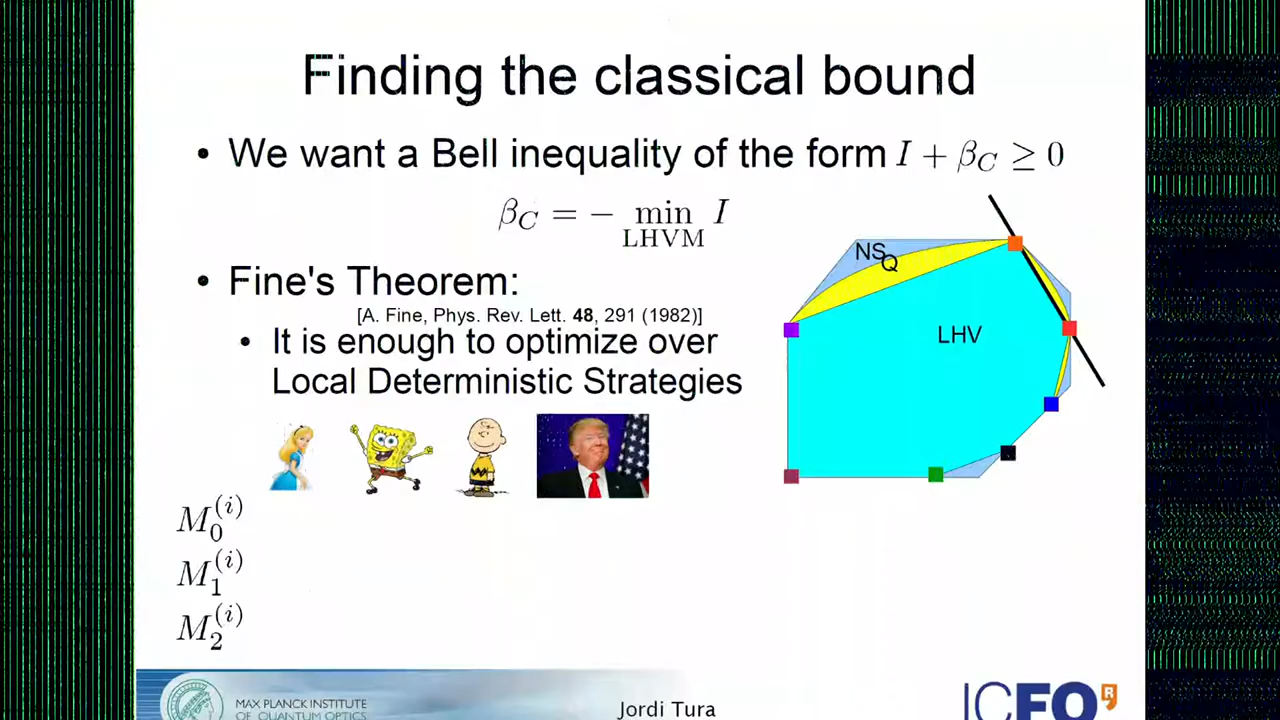 Finding the classical bound
• We want a Bell inequality of the form I + β_C ≥ 0
β_C = − min_{LHVM} I
• Fine's Theorem:
[A. Fine, Phys. Rev. Lett. 48, 291 (1982)]
• It is enough to optimize over
Local Deterministic Strategies
NS
Q
LHV
M_0^{(i)}
M_1^{(i)}
M_2^{(i)}
MAX PLANCK INSTITUTE
OF QUANTUM OPTICS
Jordi Tura
ICFO R